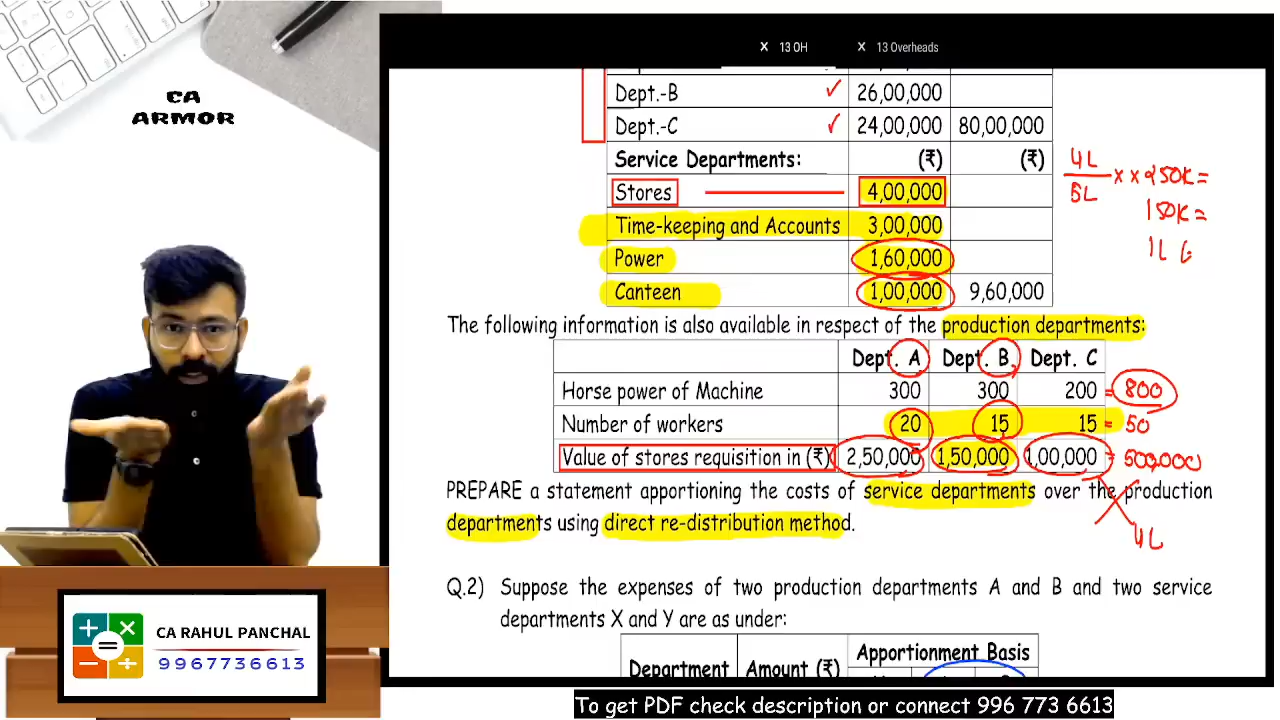 CA
ARMOR
× 13 OH × 13 Overheads
Dept.-B ✓ 26,00,000
Dept.-C ✓ 24,00,000 80,00,000
Service Departments: (₹) (₹)
Stores 4,00,000
Time-keeping and Accounts 3,00,000
Power 1,60,000
Canteen 1,00,000 9,60,000
4L
5L
× × 250K =
150K =
1L
The following information is also available in respect of the production departments:
Dept. A Dept. B Dept. C
Horse power of Machine 300 300 200 = 800
Number of workers 20 15 15 = 50
Value of stores requisition in (₹) 2,50,000 1,50,000 1,00,000 = 500,000
PREPARE a statement apportioning the costs of service departments over the production
departments using direct re-distribution method.
4L
Q.2) Suppose the expenses of two production departments A and B and two service
departments X and Y are as under:
Department Amount (₹) Apportionment Basis
CA RAHUL PANCHAL
9967736613
To get PDF check description or connect 996 773 6613